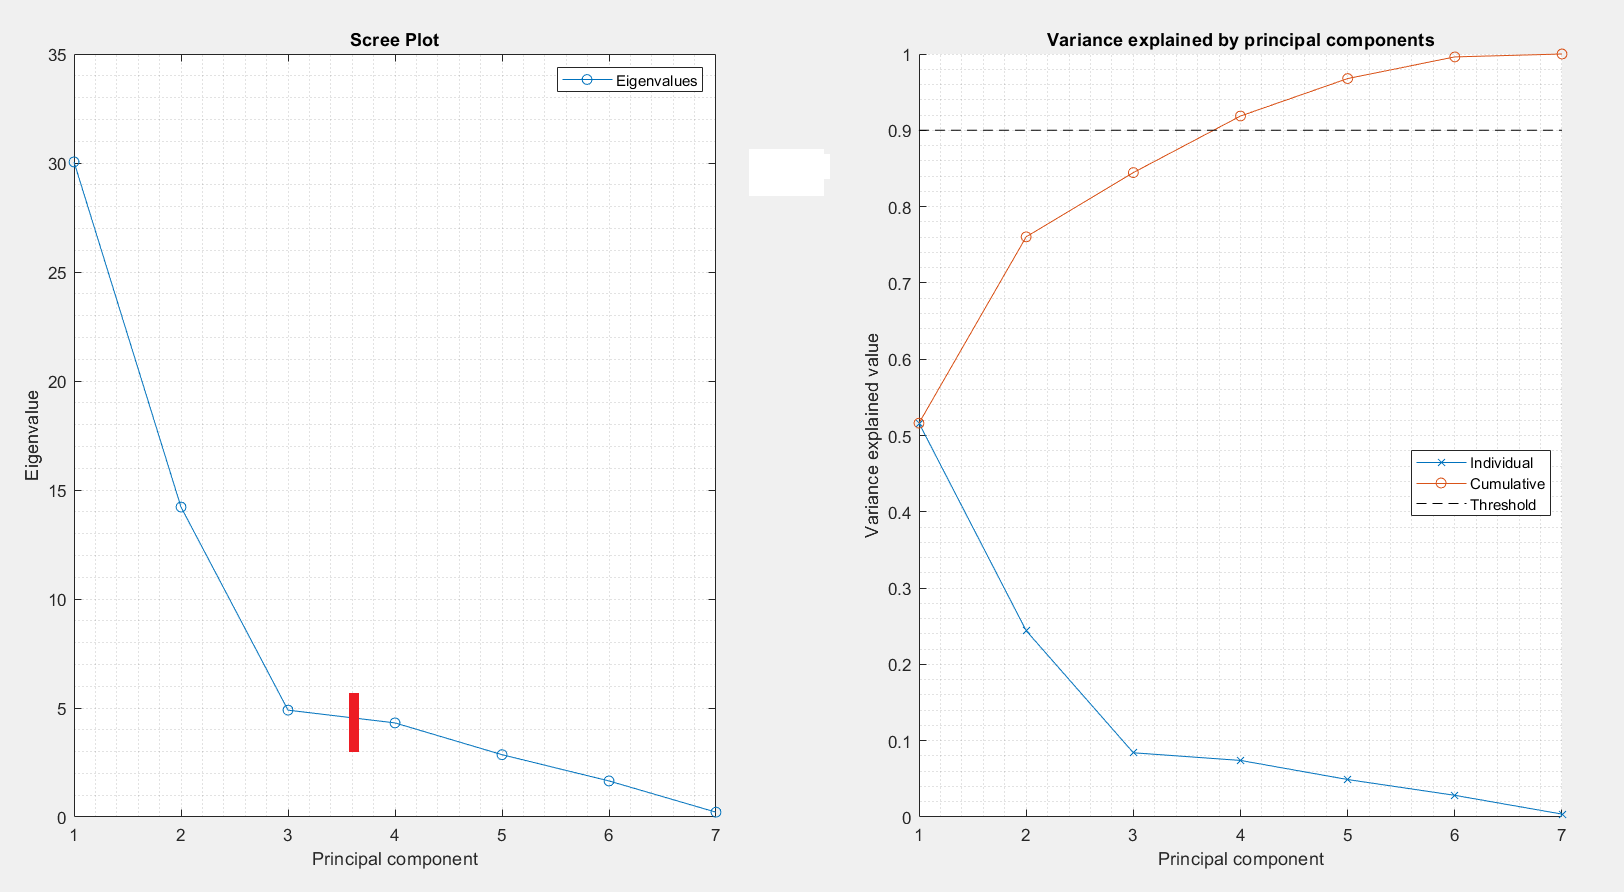 Scree Plot
Eigenvalues
35
30
25
20
15
10
5
0
Eigenvalue
1 2 3 4 5 6 7
Principal component
Variance explained by principal components
1
0.9
0.8
0.7
0.6
0.5
0.4
0.3
0.2
0.1
0
Variance explained value
Individual
Cumulative
Threshold
1 2 3 4 5 6 7
Principal component